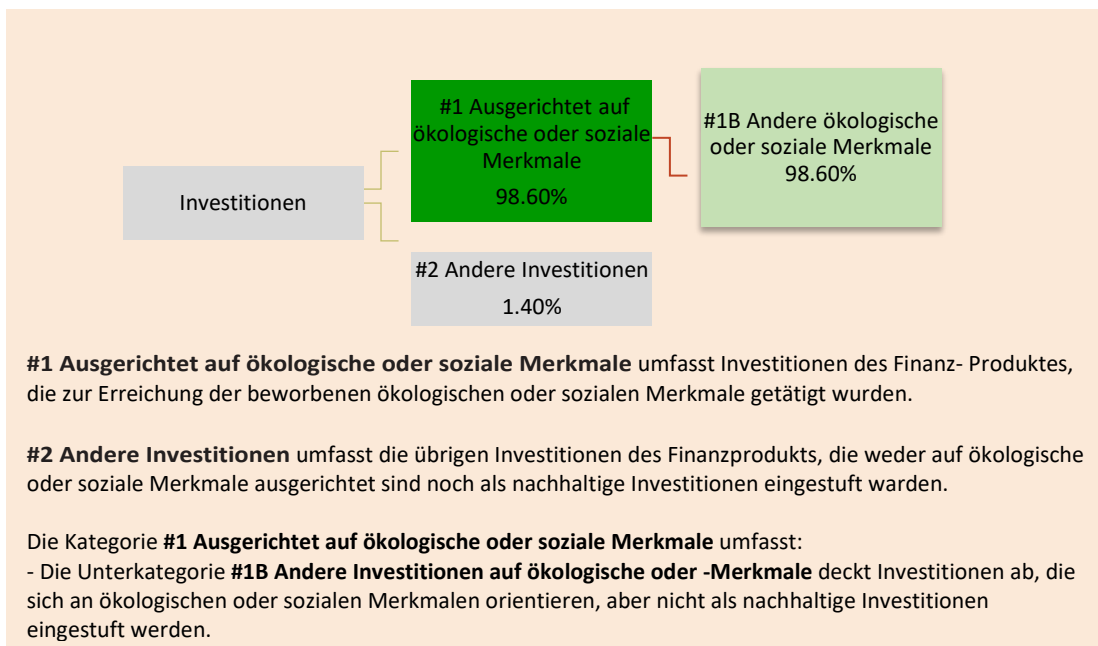 #1 Ausgerichtet auf
ökologische oder soziale
Merkmale
98.60%
#1B Andere ökologische
oder soziale Merkmale
98.60%
Investitionen
#2 Andere Investitionen
1.40%
#1 Ausgerichtet auf ökologische oder soziale Merkmale umfasst Investitionen des Finanz- Produktes,
die zur Erreichung der beworbenen ökologischen oder sozialen Merkmale getätigt wurden.
#2 Andere Investitionen umfasst die übrigen Investitionen des Finanzprodukts, die weder auf ökologische
oder soziale Merkmale ausgerichtet sind noch als nachhaltige Investitionen eingestuft warden.
Die Kategorie #1 Ausgerichtet auf ökologische oder soziale Merkmale umfasst:
- Die Unterkategorie #1B Andere Investitionen auf ökologische oder -Merkmale deckt Investitionen ab, die
sich an ökologischen oder sozialen Merkmalen orientieren, aber nicht als nachhaltige Investitionen
eingestuft werden.